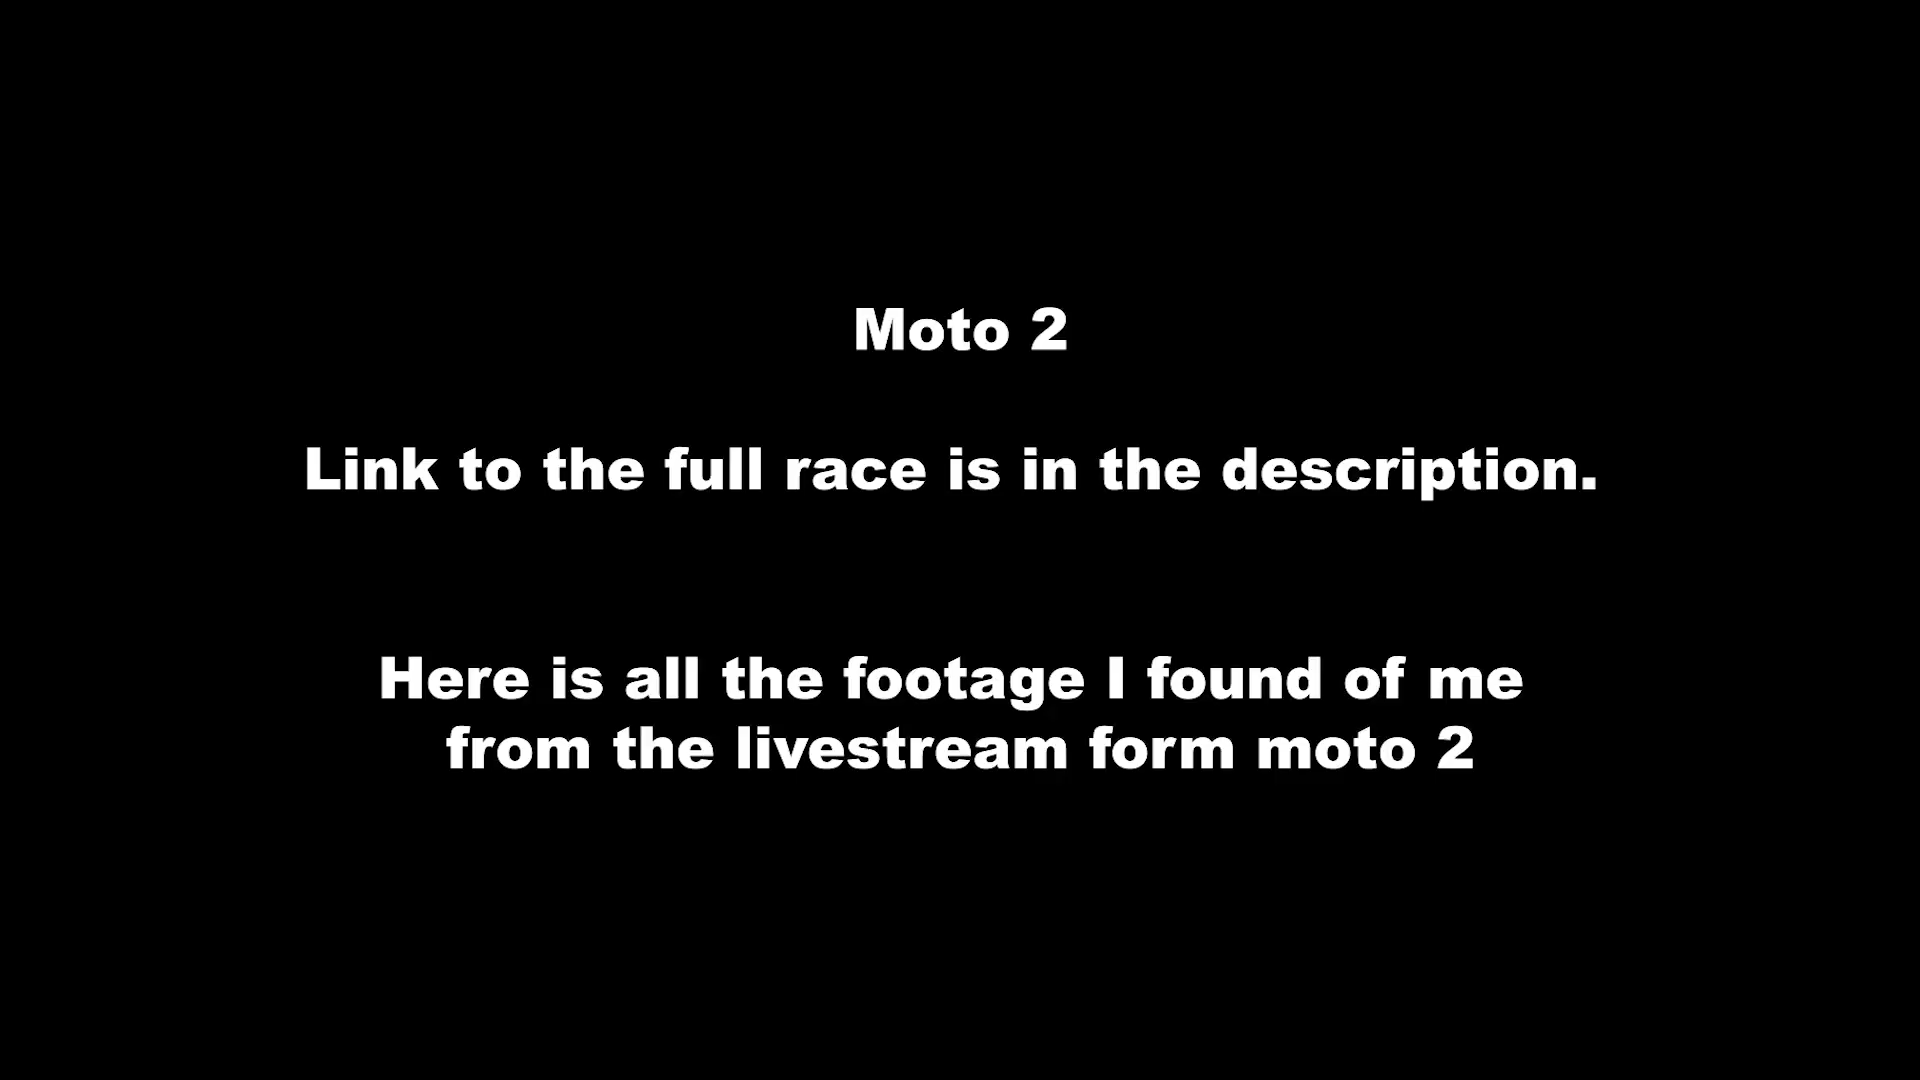 Moto 2
Link to the full race is in the description.
Here is all the footage I found of me
from the livestream form moto 2